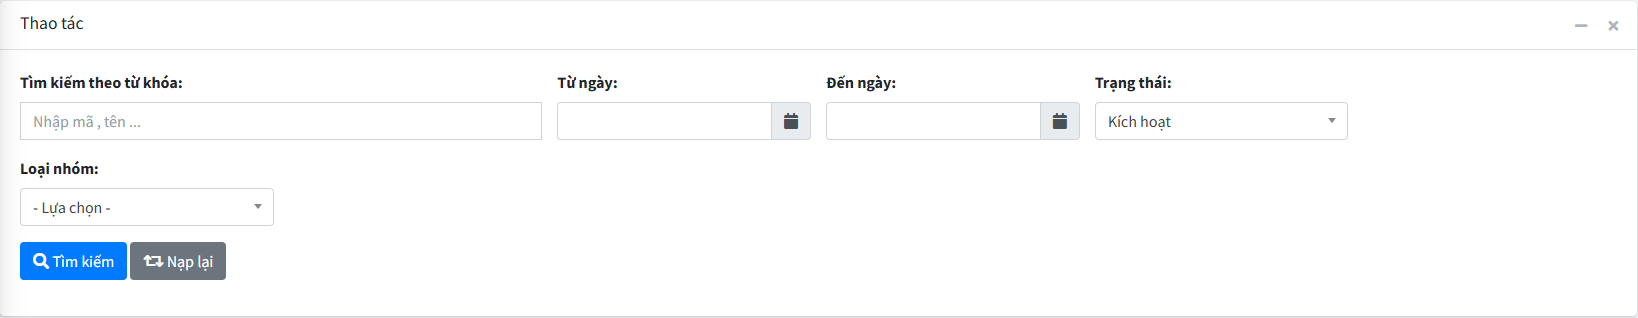 Thao tác
Tìm kiếm theo từ khóa:
Từ ngày:
Đến ngày:
Trạng thái:
Nhập mã , tên ...
Kích hoạt
Loại nhóm:
- Lựa chọn -
Tìm kiếm
Nạp lại